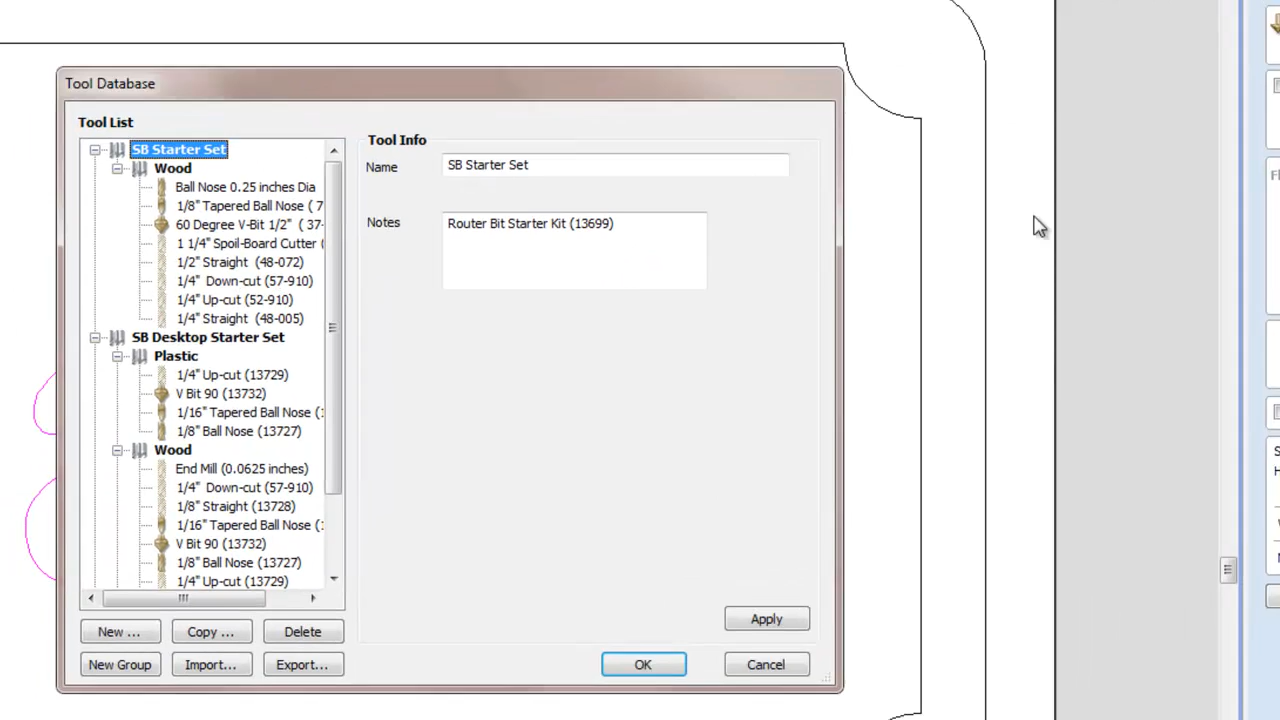 Tool Database
Tool List
SB Starter Set
Wood
Ball Nose 0.25 inches Dia
1/8" Tapered Ball Nose ( 7
60 Degree V-Bit 1/2" ( 37-
1 1/4" Spoil-Board Cutter (
1/2" Straight (48-072)
1/4" Down-cut (57-910)
1/4" Up-cut (52-910)
1/4" Straight (48-005)
SB Desktop Starter Set
Plastic
1/4" Up-cut (13729)
V Bit 90 (13732)
1/16" Tapered Ball Nose (1
1/8" Ball Nose (13727)
Wood
End Mill (0.0625 inches)
1/4" Down-cut (57-910)
1/8" Straight (13728)
1/16" Tapered Ball Nose (1
V Bit 90 (13732)
1/8" Ball Nose (13727)
1/4" Up-cut (13729)
New ...
Copy ...
Delete
New Group
Import...
Export...
Tool Info
Name
SB Starter Set
Notes
Router Bit Starter Kit (13699)
Apply
OK
Cancel